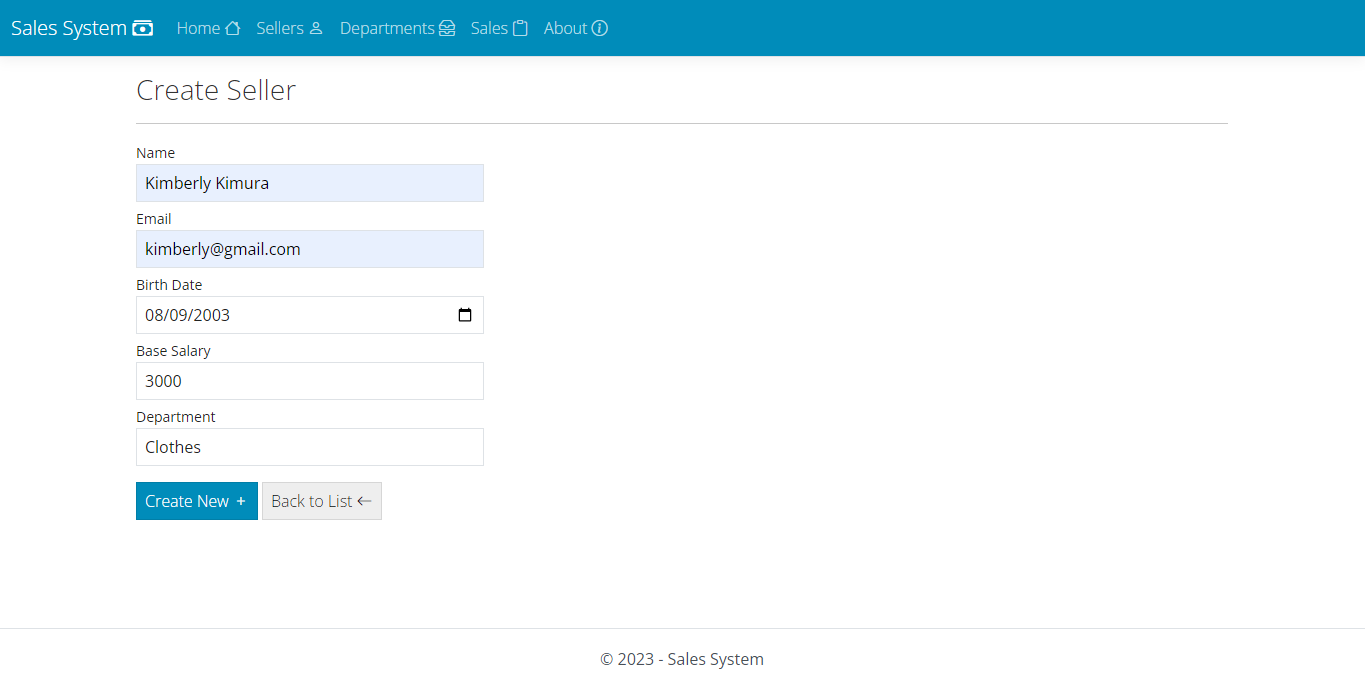 Sales System Home Sellers Departments Sales About
Create Seller
Name
Kimberly Kimura
Email
kimberly@gmail.com
Birth Date
08/09/2003
Base Salary
3000
Department
Clothes
Create New + Back to List ←
© 2023 - Sales System